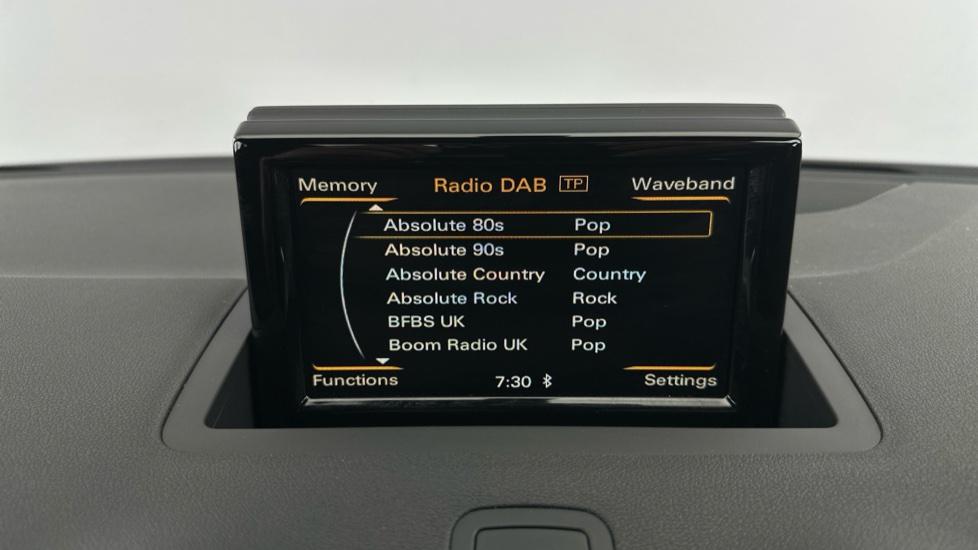 Memory Radio DAB TP Waveband
Absolute 80s Pop
Absolute 90s Pop
Absolute Country Country
Absolute Rock Rock
BFBS UK Pop
Boom Radio UK Pop
Functions 7:30 Settings